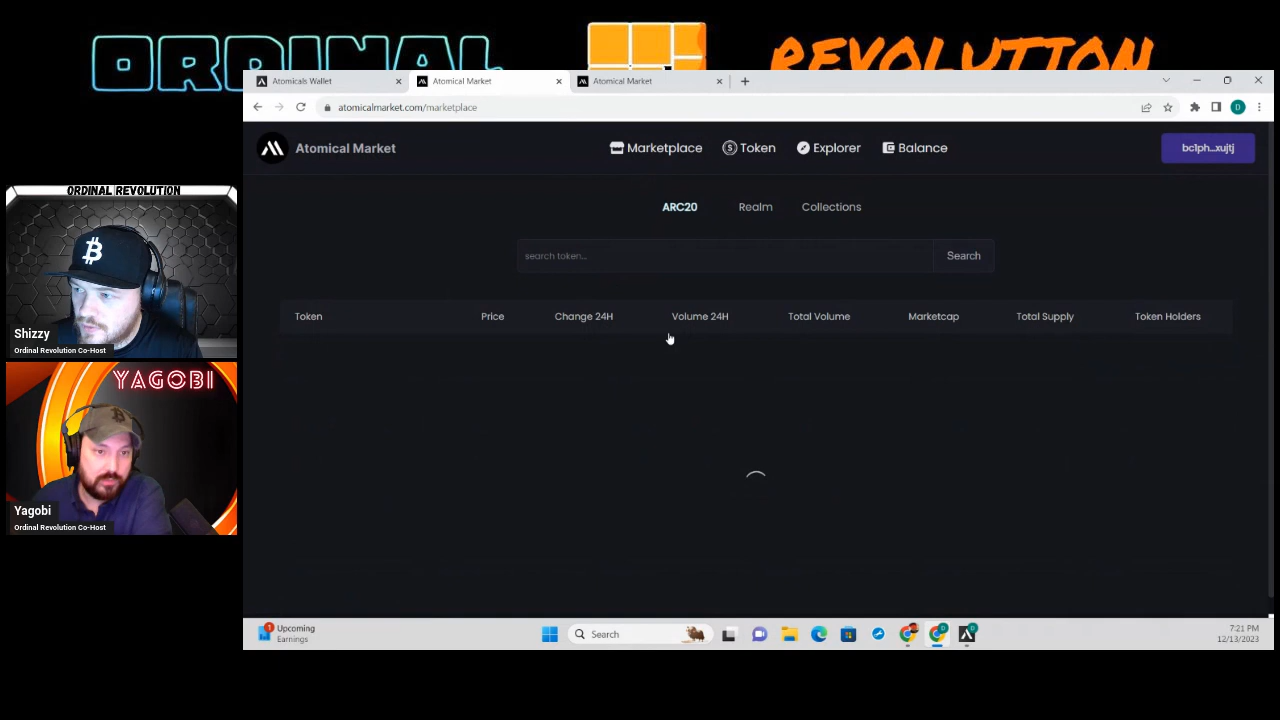 ORDINAL
REVOLUTION
Atomicals Wallet
Atomical Market
Atomical Market
atomicalmarket.com/marketplace
D
Atomical Market
Marketplace
Token
Explorer
Balance
bc1ph...xujtj
ARC20
Realm
Collections
search token...
Search
Token
Price
Change 24H
Volume 24H
Total Volume
Marketcap
Total Supply
Token Holders
ORDINAL REVOLUTION
Shizzy
Ordinal Revolution Co-Host
YAGOBI
Yagobi
Ordinal Revolution Co-Host
1
Upcoming
Earnings
Search
7:21 PM
12/13/2023